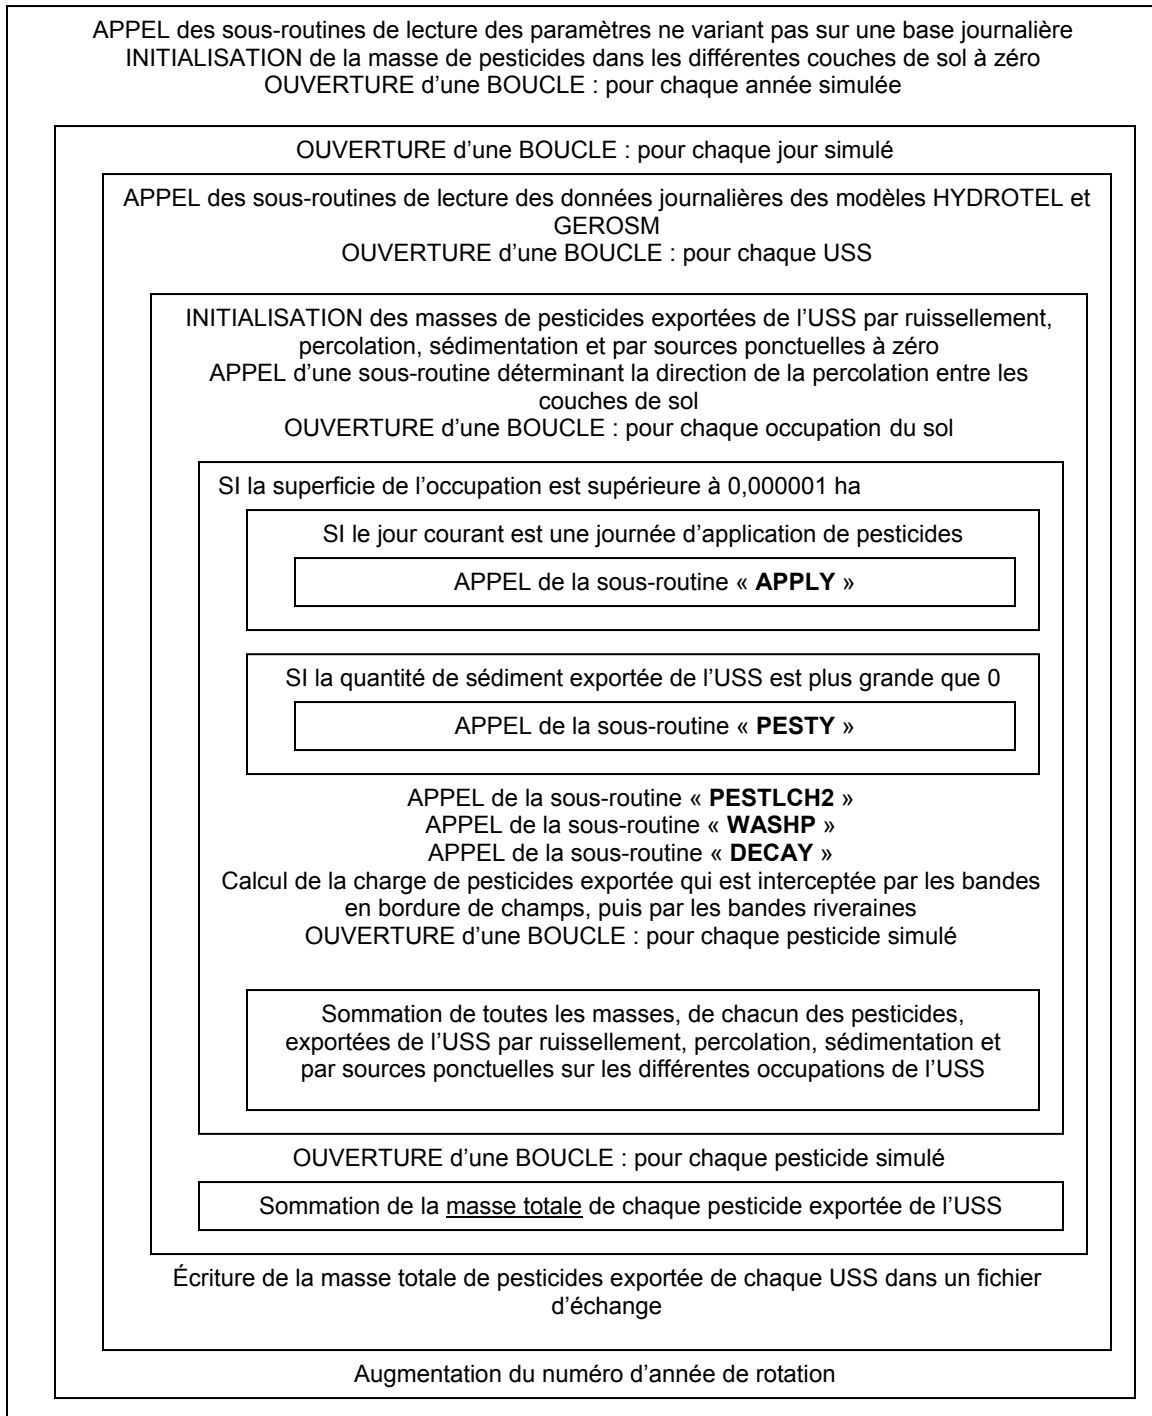 APPEL des sous-routines de lecture des paramètres ne variant pas sur une base journalière
INITIALISATION de la masse de pesticides dans les différentes couches de sol à zéro
OUVERTURE d'une BOUCLE : pour chaque année simulée
OUVERTURE d'une BOUCLE : pour chaque jour simulé
APPEL des sous-routines de lecture des données journalières des modèles HYDROTEL et
GEROSM
OUVERTURE d'une BOUCLE : pour chaque USS
INITIALISATION des masses de pesticides exportées de l'USS par ruissellement,
percolation, sédimentation et par sources ponctuelles à zéro
APPEL d'une sous-routine déterminant la direction de la percolation entre les
couches de sol
OUVERTURE d'une BOUCLE : pour chaque occupation du sol
SI la superficie de l'occupation est supérieure à 0,000001 ha
SI le jour courant est une journée d'application de pesticides
APPEL de la sous-routine « APPLY »
SI la quantité de sédiment exportée de l'USS est plus grande que 0
APPEL de la sous-routine « PESTY »
APPEL de la sous-routine « PESTLCH2 »
APPEL de la sous-routine « WASHP »
APPEL de la sous-routine « DECAY »
Calcul de la charge de pesticides exportée qui est interceptée par les bandes
en bordure de champs, puis par les bandes riveraines
OUVERTURE d'une BOUCLE : pour chaque pesticide simulé
Sommation de toutes les masses, de chacun des pesticides,
exportées de l'USS par ruissellement, percolation, sédimentation et
par sources ponctuelles sur les différentes occupations de l'USS
OUVERTURE d'une BOUCLE : pour chaque pesticide simulé
Sommation de la masse totale de chaque pesticide exportée de l'USS
Écriture de la masse totale de pesticides exportée de chaque USS dans un fichier
d'échange
Augmentation du numéro d'année de rotation